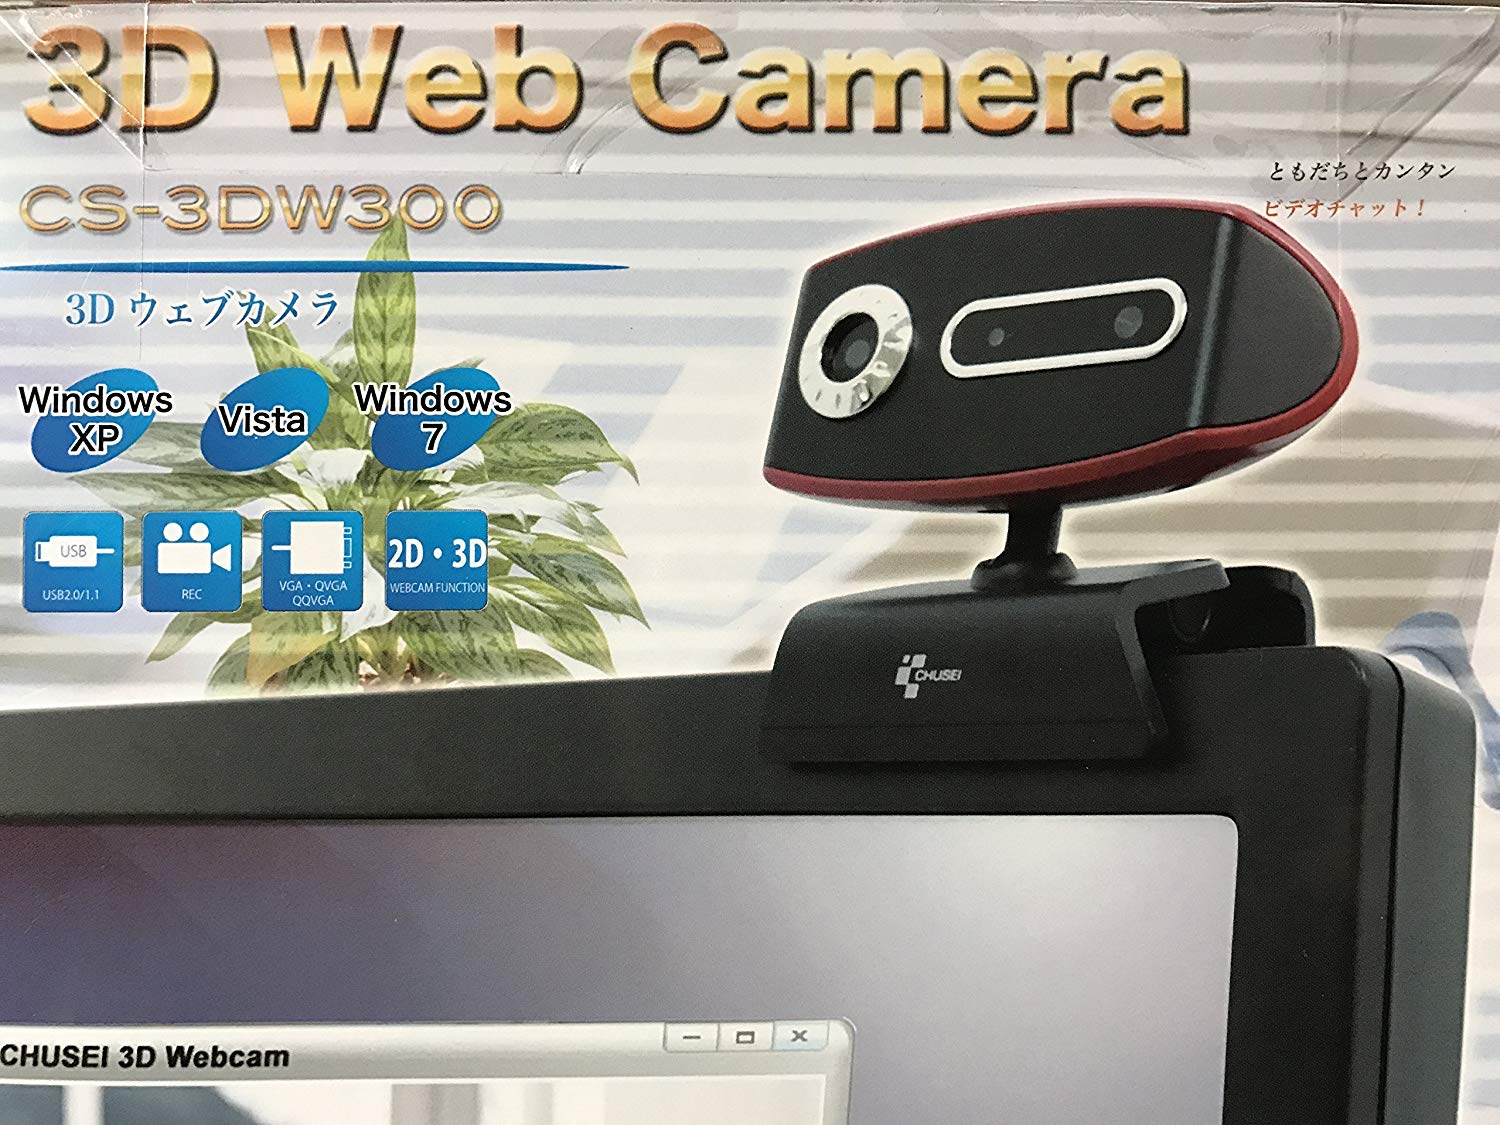 3D Web Camera
CS-3DW300
ともだちとカンタン
ビデオチャット！
3D ウェブカメラ
Windows
XP
Vista
Windows
7
USB
USB2.0/1.1
REC
VGA・QVGA
QQVGA
2D・3D
WEBCAM FUNCTION
CHUSEI
CHUSEI 3D Webcam